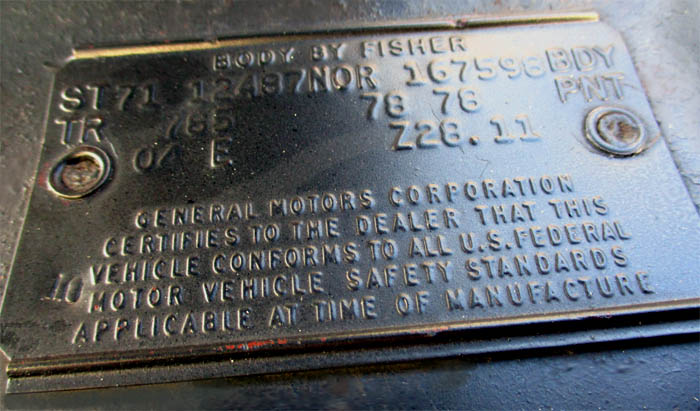 BODY BY FISHER
ST71 12487NOR 167598BDY
TR 785 78 78 PNT
04 E Z28.11
GENERAL MOTORS CORPORATION
CERTIFIES TO THE DEALER THAT THIS
VEHICLE CONFORMS TO ALL U.S.FEDERAL
10 MOTOR VEHICLE SAFETY STANDARDS
APPLICABLE AT TIME OF MANUFACTURE